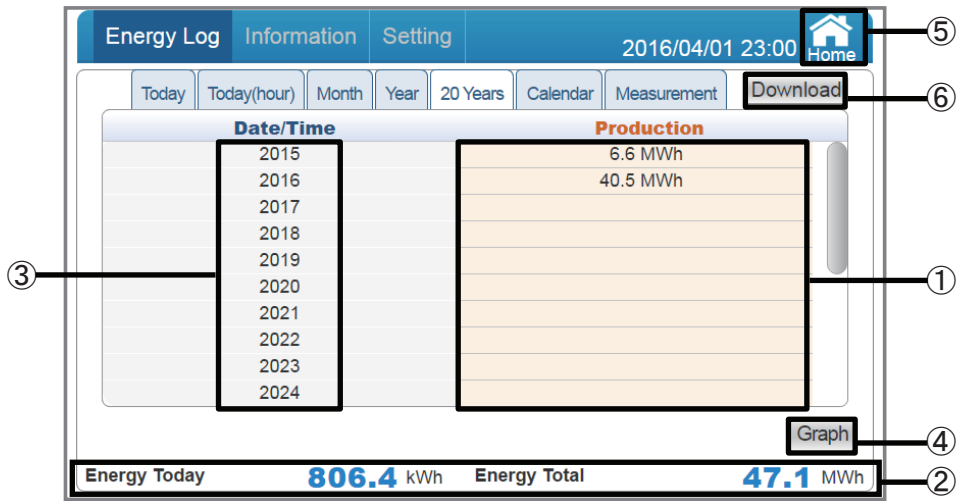 Energy Log Information Setting 2016/04/01 23:00 Home ⑤
Today Today(hour) Month Year 20 Years Calendar Measurement Download ⑥
Date/Time Production
2015 6.6 MWh
2016 40.5 MWh
2017
2018
2019
③ 2020 ①
2021
2022
2023
2024
Graph ④
Energy Today 806.4 kWh Energy Total 47.1 MWh ②